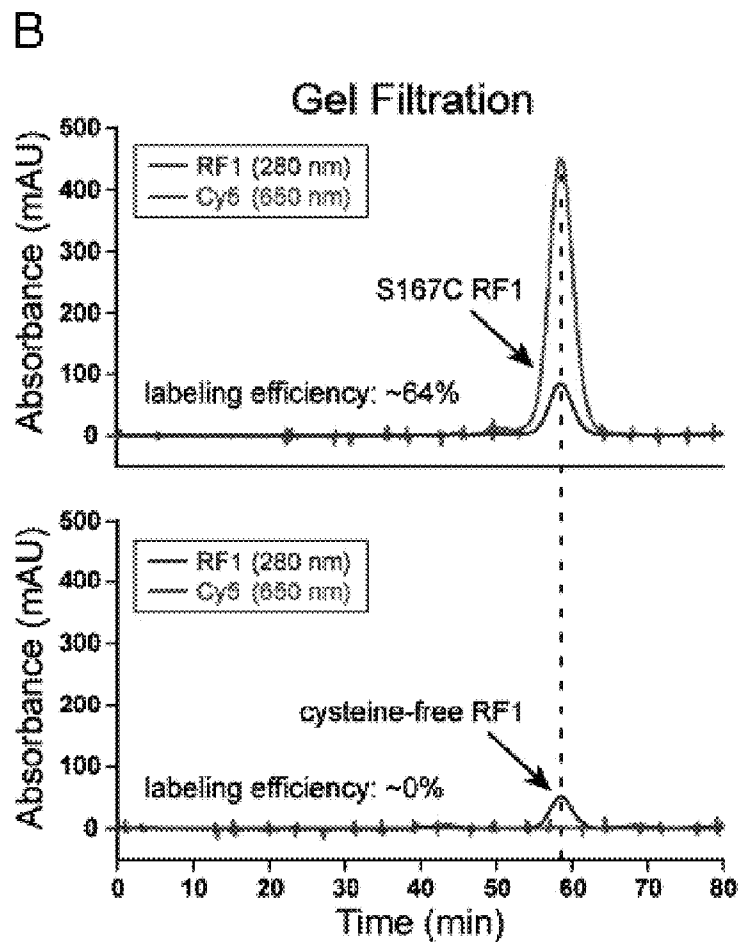 B
Gel Filtration
500
400
300
200
100
0
Absorbance (mAU)
RF1 (280 nm)
Cy5 (650 nm)
S167C RF1
labeling efficiency: ~64%
500
400
300
200
100
0
Absorbance (mAU)
RF1 (280 nm)
Cy5 (650 nm)
cysteine-free RF1
labeling efficiency: ~0%
0 10 20 30 40 50 60 70 80
Time (min)